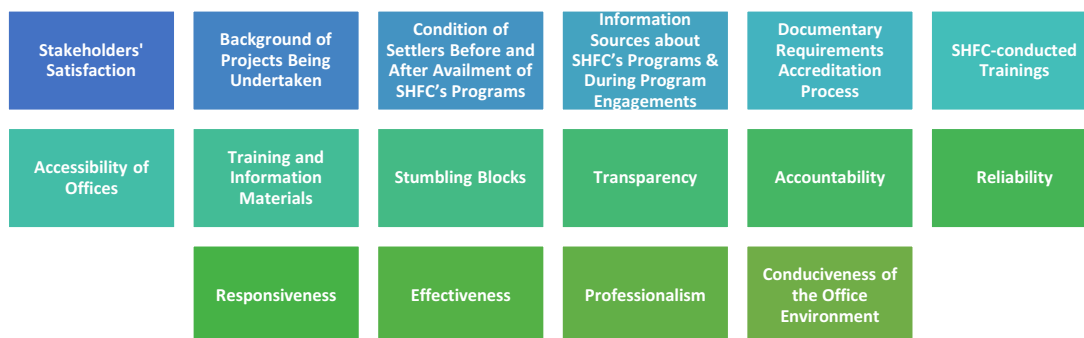 Stakeholders'
Satisfaction
Background of
Projects Being
Undertaken
Condition of
Settlers Before and
After Availment of
SHFC's Programs
Information
Sources about
SHFC's Programs &
During Program
Engagements
Documentary
Requirements
Accreditation
Process
SHFC-conducted
Trainings
Accessibility of
Offices
Training and
Information
Materials
Stumbling Blocks
Transparency
Accountability
Reliability
Responsiveness
Effectiveness
Professionalism
Conduciveness of
the Office
Environment